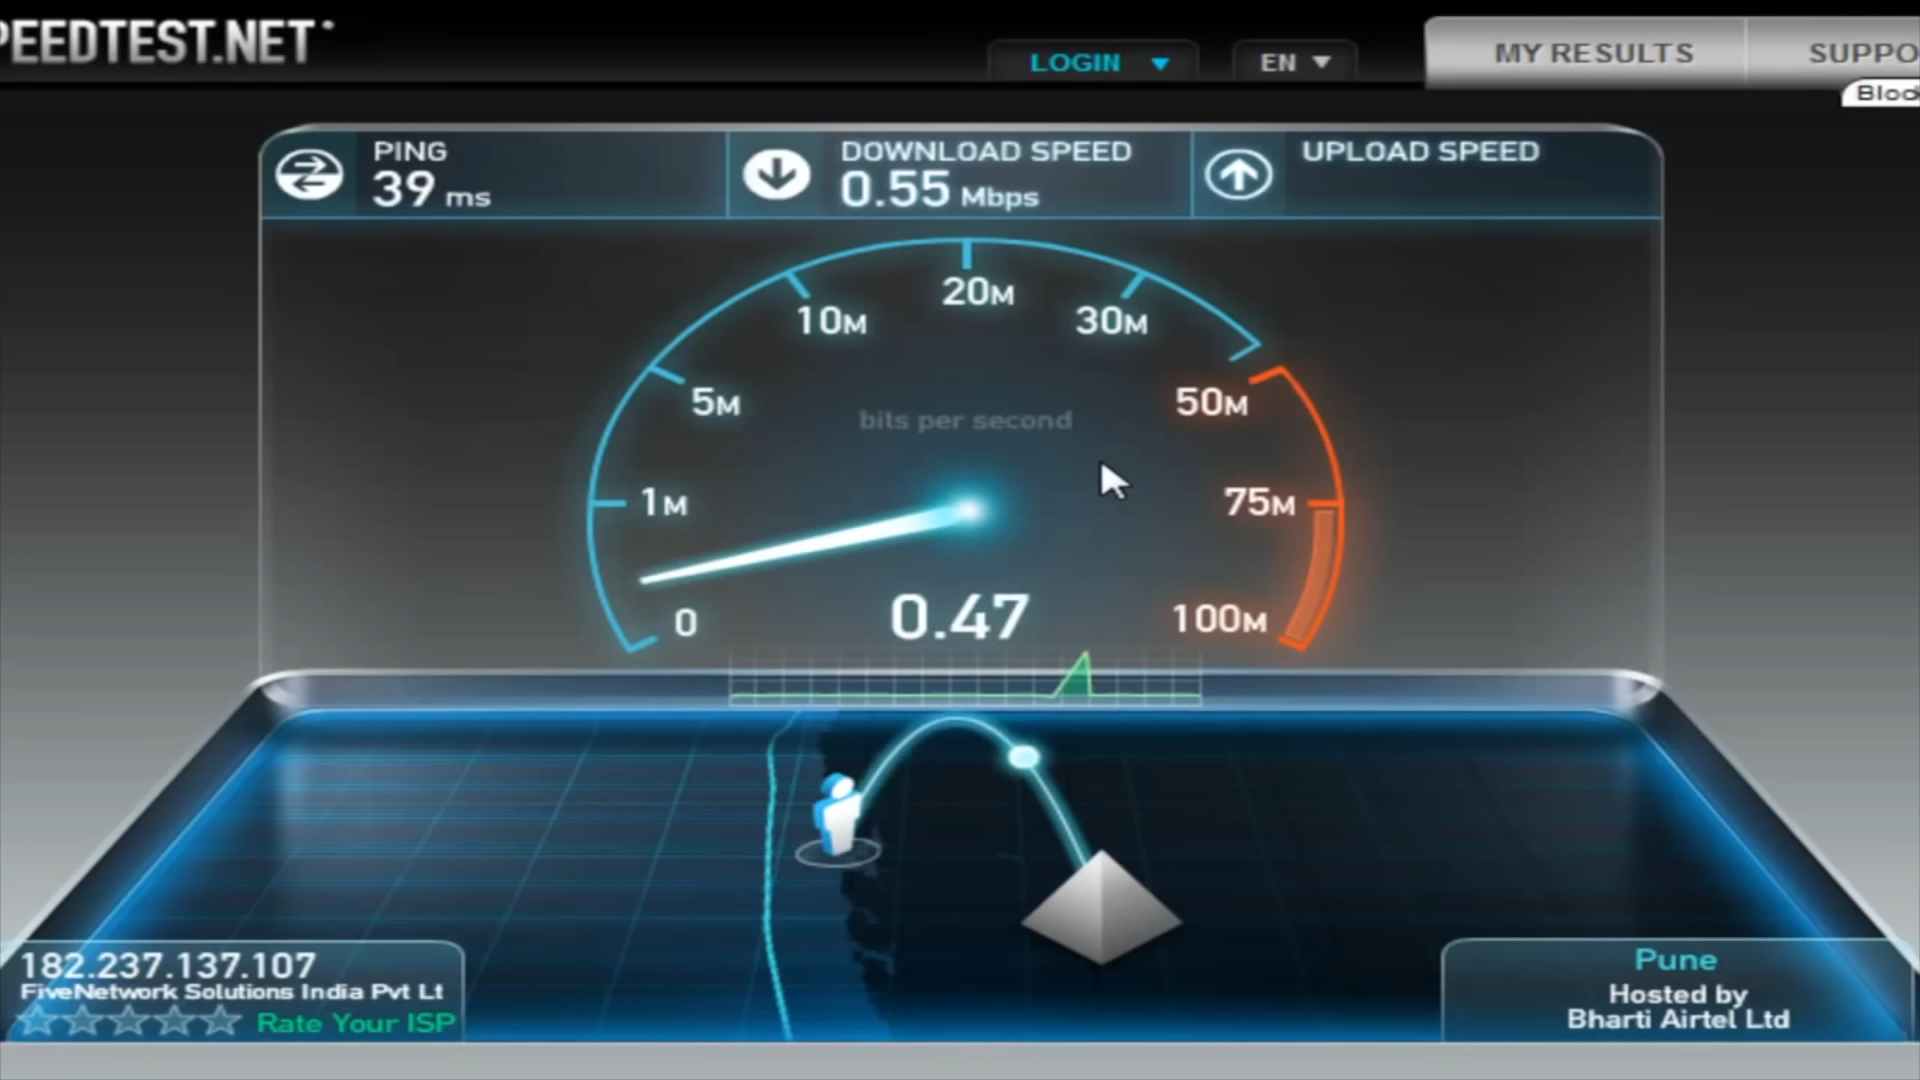 PEEDTEST.NET
LOGIN
EN
MY RESULTS
SUPPO
Bloc
PING
39 ms
DOWNLOAD SPEED
0.55 Mbps
UPLOAD SPEED
20M
10M
30M
5M
50M
bits per second
1M
75M
0
0.47
100M
182.237.137.107
FiveNetwork Solutions India Pvt Lt
Rate Your ISP
Pune
Hosted by
Bharti Airtel Ltd